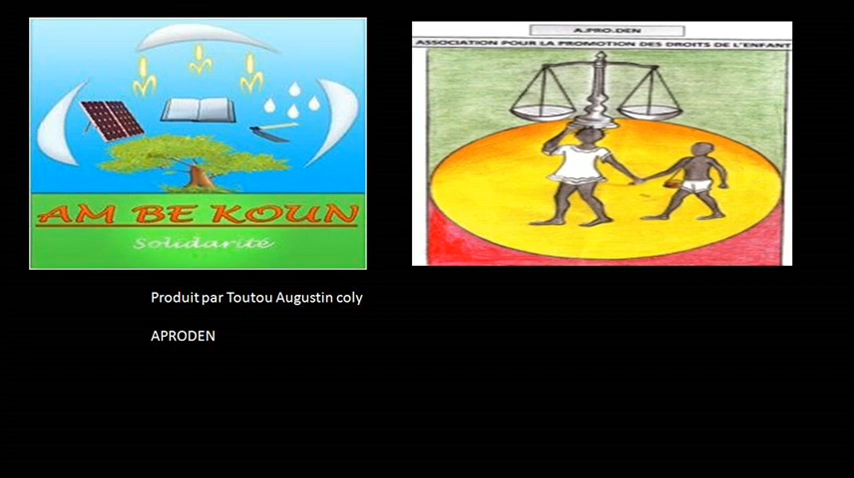 AM BE KOUN
Solidarité
A.PRO.DEN
ASSOCIATION POUR LA PROMOTION DES DROITS DE L'ENFANT
Produit par Toutou Augustin coly
APRODEN